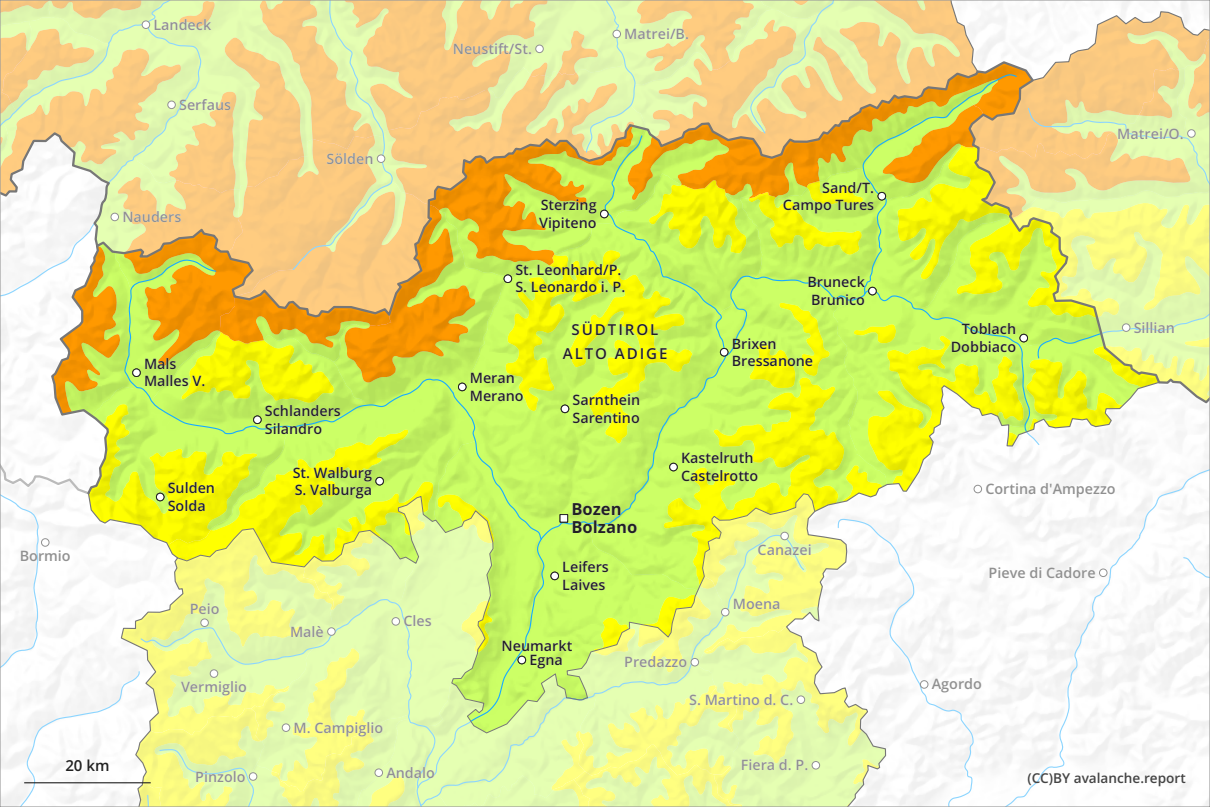 Landeck
Matrei/B.
Neustift/St.
Serfaus
Matrei/O.
Sölden
Nauders
Sand/T.
Campo Tures
Sterzing
Vipiteno
St. Leonhard/P.
S. Leonardo i. P.
Bruneck
Brunico
SÜDTIROL
ALTO ADIGE
Toblach
Dobbiaco
Sillian
Brixen
Bressanone
Mals
Malles V.
Meran
Merano
Schlanders
Silandro
Sarnthein
Sarentino
St. Walburg
S. Valburga
Kastelruth
Castelrotto
Sulden
Solda
Cortina d'Ampezzo
Bozen
Bolzano
Bormio
Canazei
Leifers
Laives
Pieve di Cadore
Peio
Moena
Malè
Cles
Neumarkt
Egna
Predazzo
Vermiglio
Agordo
S. Martino d. C.
M. Campiglio
20 km
Pinzolo
Andalo
Fiera d. P.
(CC)BY avalanche.report